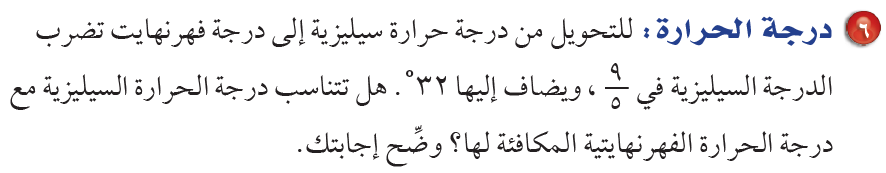 ٦ درجة الحرارة: للتحويل من درجة حرارة سيليزية إلى درجة فهرنهايت تضرب
الدرجة السيليزية في ٩/٥ ، ويضاف إليها ٣٢°. هل تتناسب درجة الحرارة السيليزية مع
درجة الحرارة الفهرنهايتية المكافئة لها؟ وضِّح إجابتك.